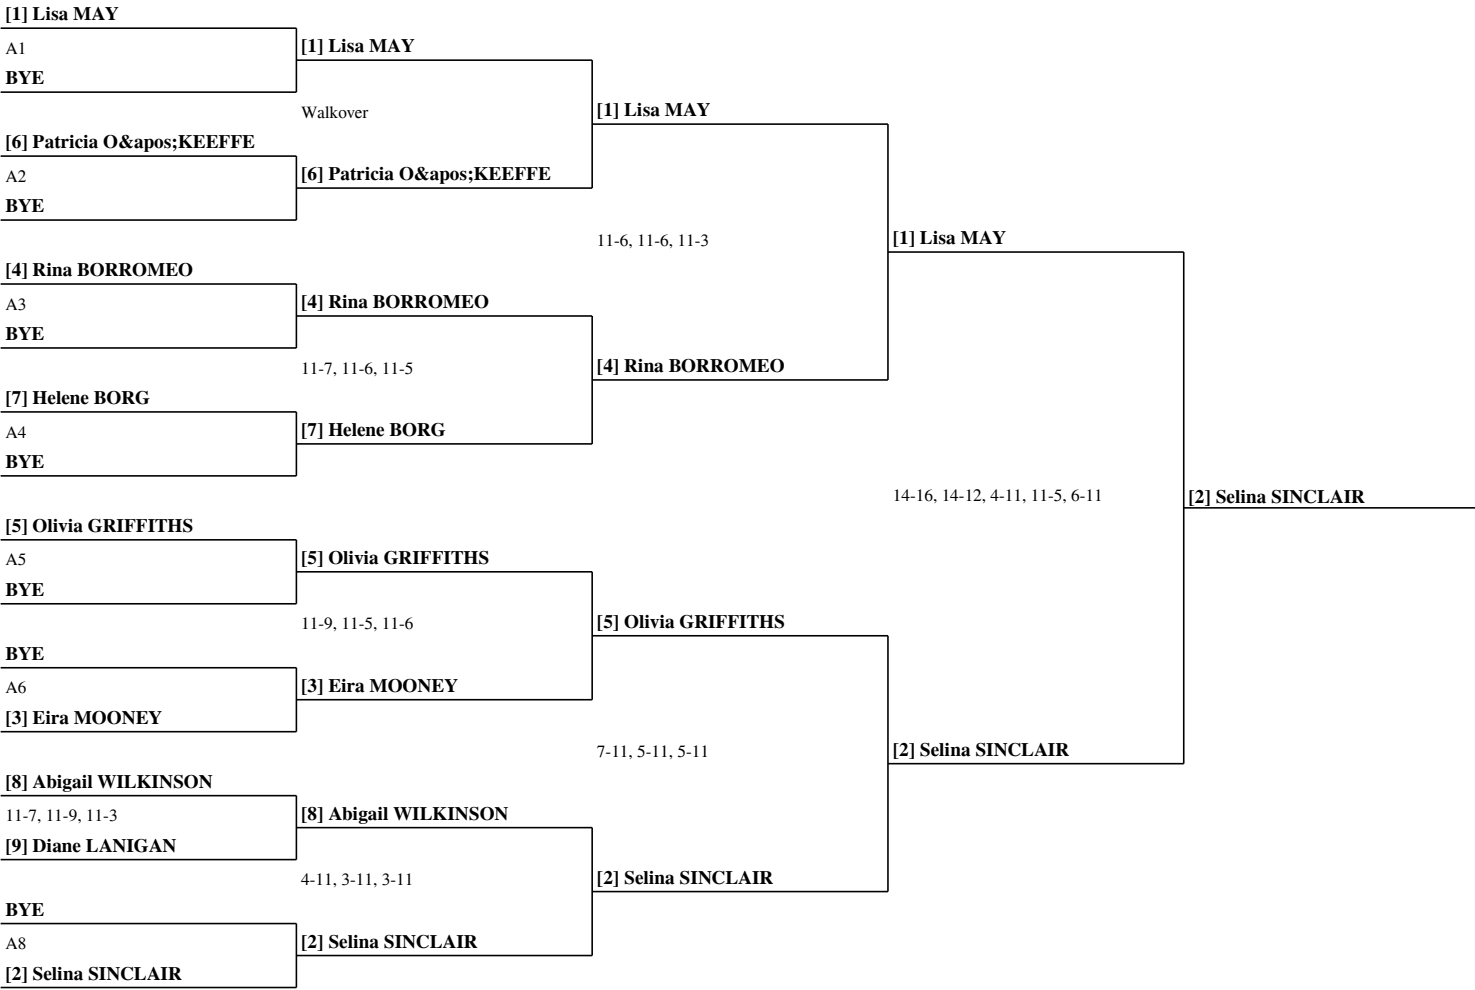 [1] Lisa MAY
A1
BYE
[6] Patricia O&apos;KEEFFE
A2
BYE
[4] Rina BORROMEO
A3
BYE
[7] Helene BORG
A4
BYE
[5] Olivia GRIFFITHS
A5
BYE
BYE
A6
[3] Eira MOONEY
[8] Abigail WILKINSON
11-7, 11-9, 11-3
[9] Diane LANIGAN
BYE
A8
[2] Selina SINCLAIR
[1] Lisa MAY
Walkover
[6] Patricia O&apos;KEEFFE
[4] Rina BORROMEO
11-7, 11-6, 11-5
[7] Helene BORG
[5] Olivia GRIFFITHS
11-9, 11-5, 11-6
[3] Eira MOONEY
[8] Abigail WILKINSON
4-11, 3-11, 3-11
[2] Selina SINCLAIR
[1] Lisa MAY
11-6, 11-6, 11-3
[4] Rina BORROMEO
[5] Olivia GRIFFITHS
7-11, 5-11, 5-11
[2] Selina SINCLAIR
[1] Lisa MAY
14-16, 14-12, 4-11, 11-5, 6-11
[2] Selina SINCLAIR
[2] Selina SINCLAIR